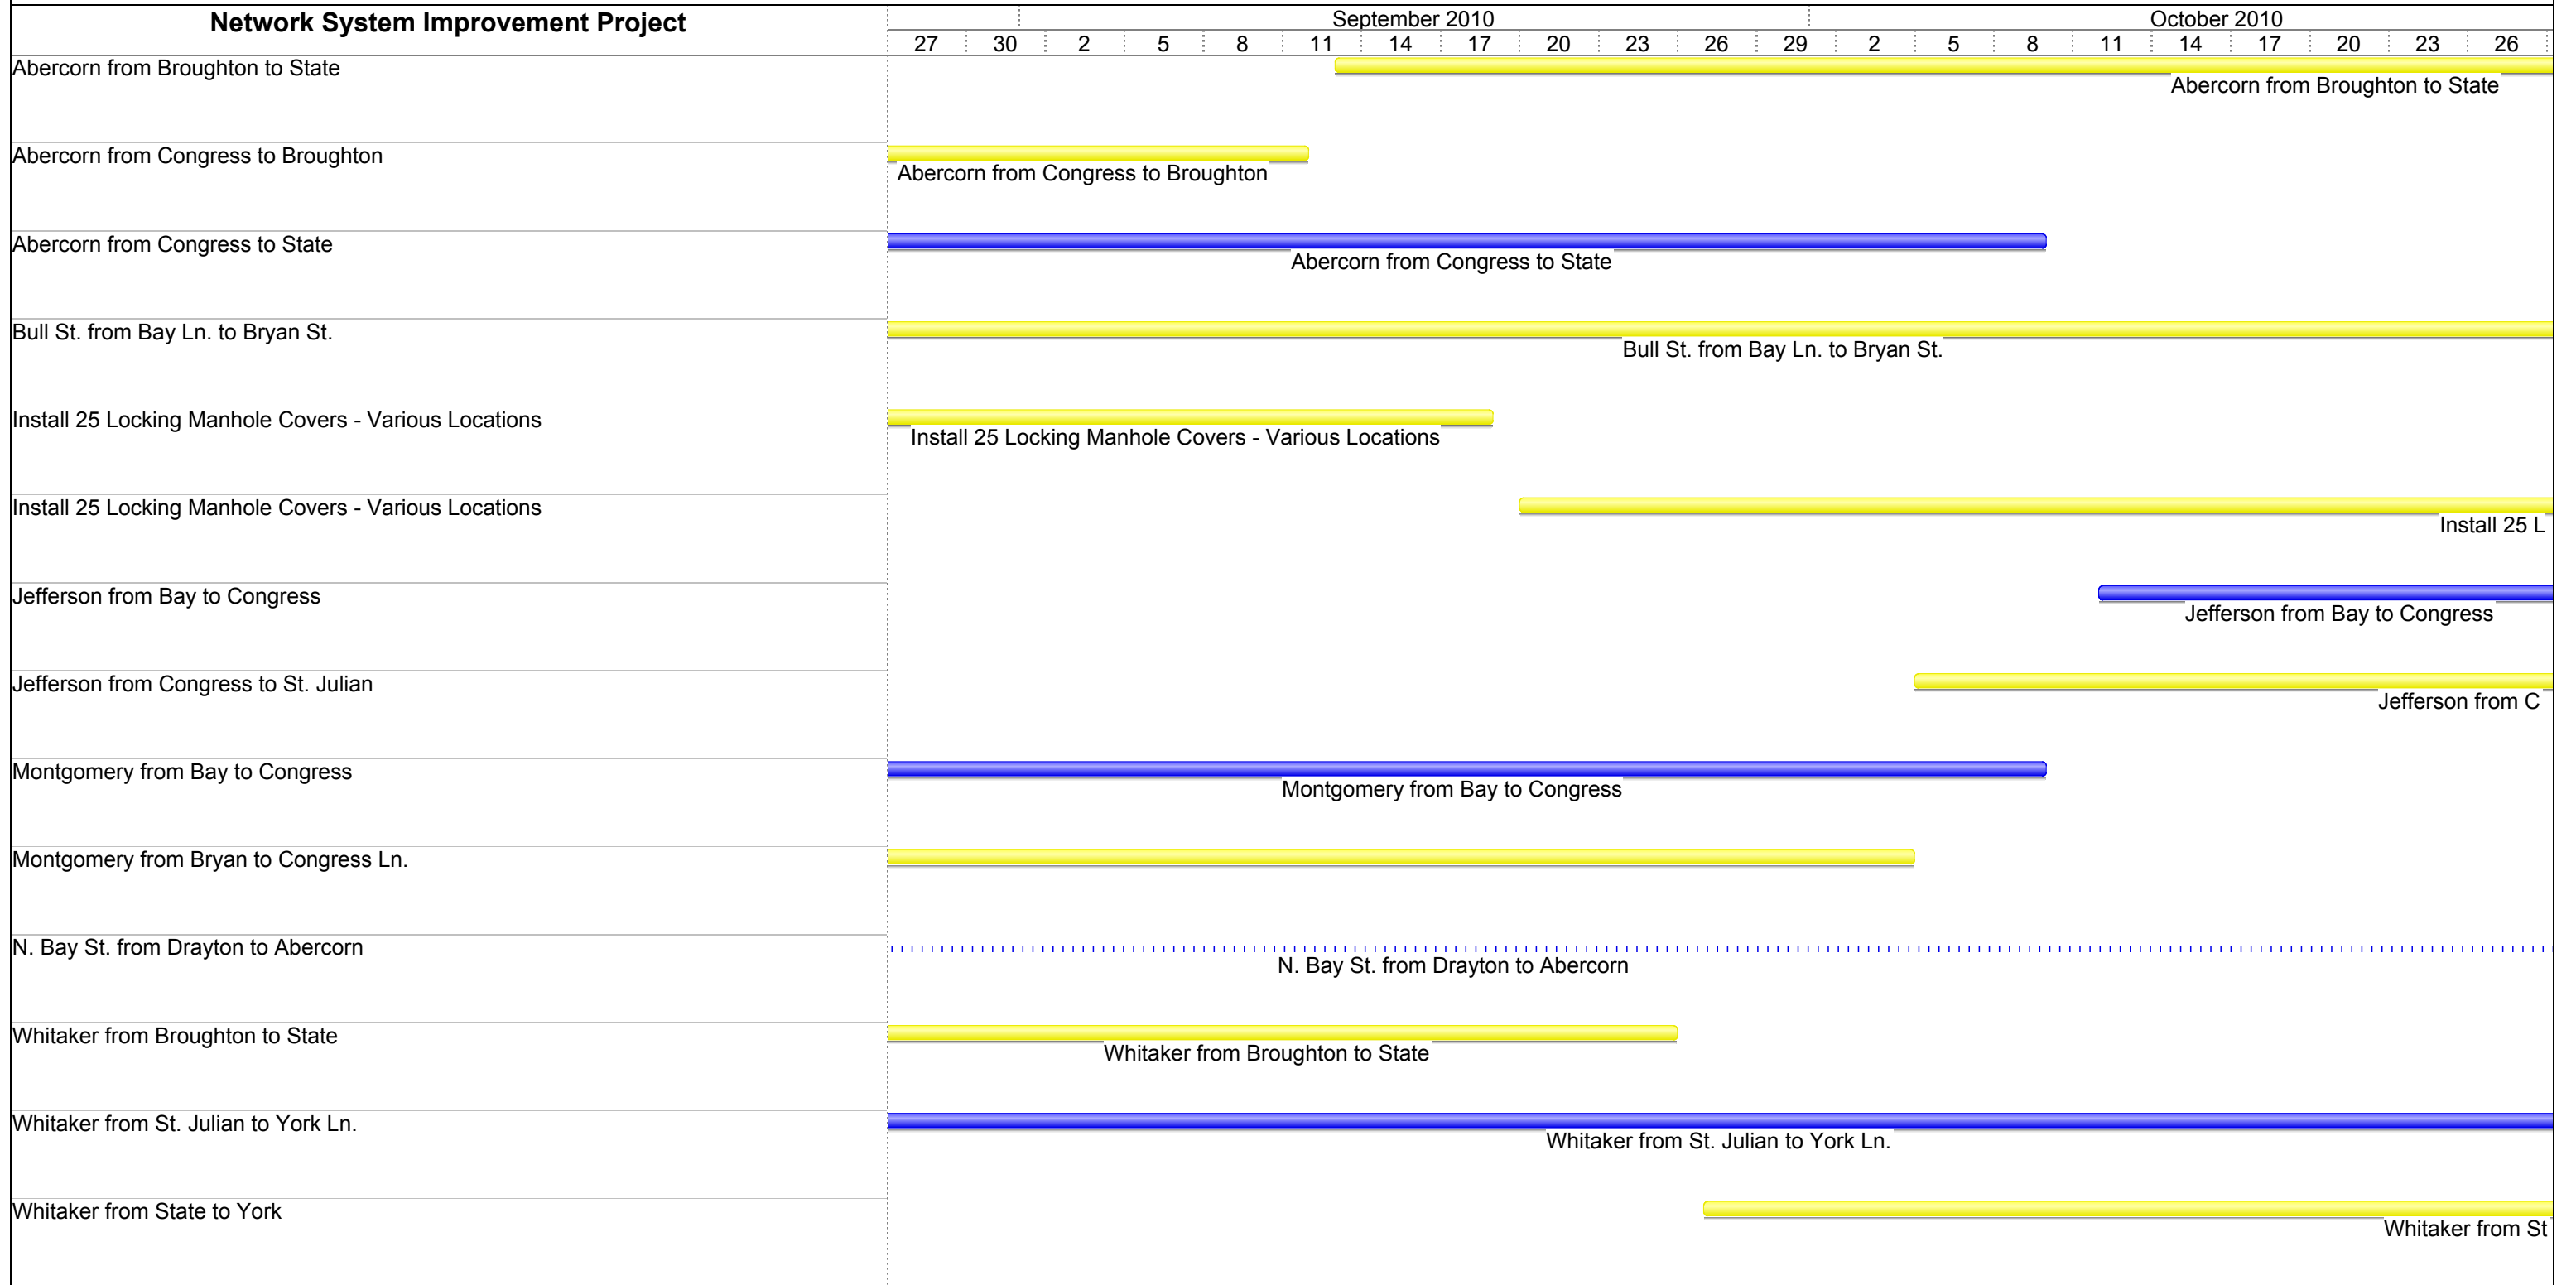 Network System Improvement Project
September 2010
October 2010
27 30 2 5 8 11 14 17 20 23 26 29 2 5 8 11 14 17 20 23 26
Abercorn from Broughton to State
Abercorn from Broughton to State
Abercorn from Congress to Broughton
Abercorn from Congress to Broughton
Abercorn from Congress to State
Abercorn from Congress to State
Bull St. from Bay Ln. to Bryan St.
Bull St. from Bay Ln. to Bryan St.
Install 25 Locking Manhole Covers - Various Locations
Install 25 Locking Manhole Covers - Various Locations
Install 25 Locking Manhole Covers - Various Locations
Install 25 L
Jefferson from Bay to Congress
Jefferson from Bay to Congress
Jefferson from Congress to St. Julian
Jefferson from C
Montgomery from Bay to Congress
Montgomery from Bay to Congress
Montgomery from Bryan to Congress Ln.
N. Bay St. from Drayton to Abercorn
N. Bay St. from Drayton to Abercorn
Whitaker from Broughton to State
Whitaker from Broughton to State
Whitaker from St. Julian to York Ln.
Whitaker from St. Julian to York Ln.
Whitaker from State to York
Whitaker from St